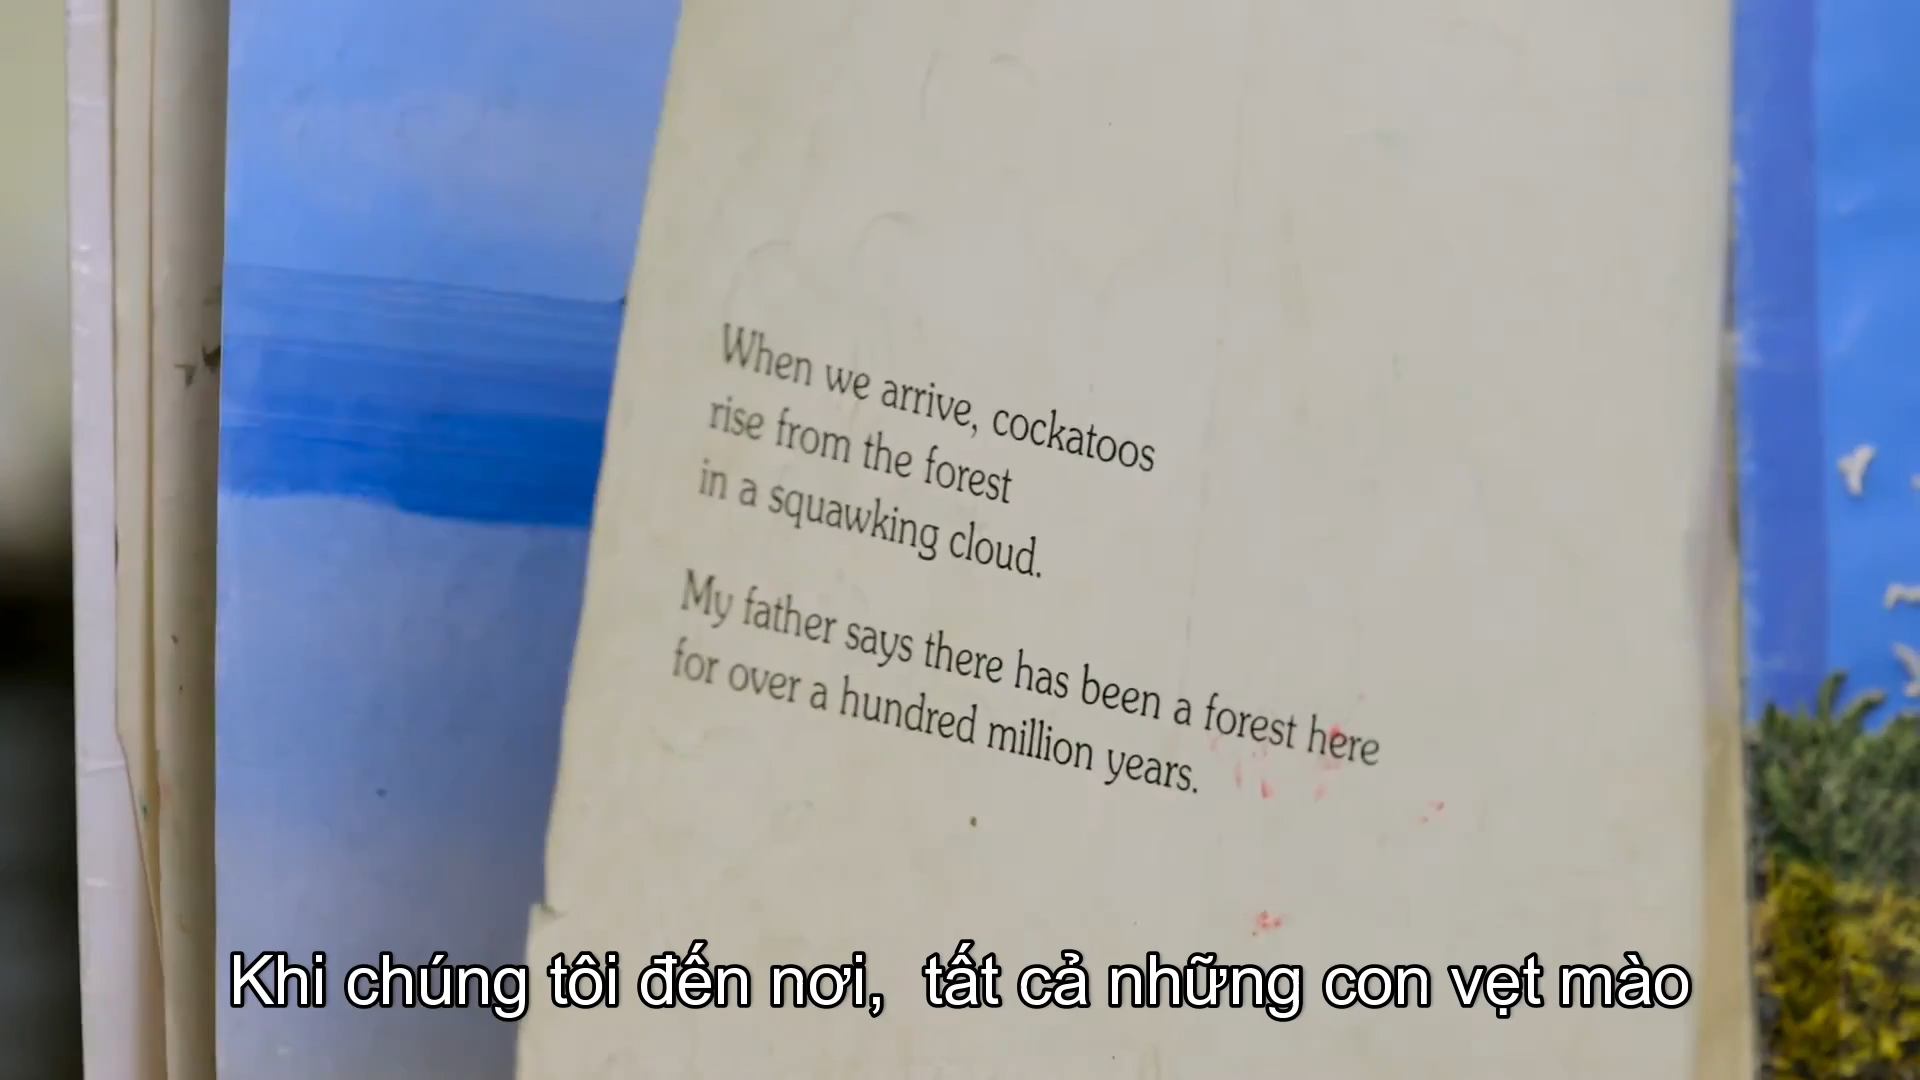 When we arrive, cockatoos
rise from the forest
in a squawking cloud.
My father says there has been a forest here
for over a hundred million years.
Khi chúng tôi đến nơi, tất cả những con vẹt mào